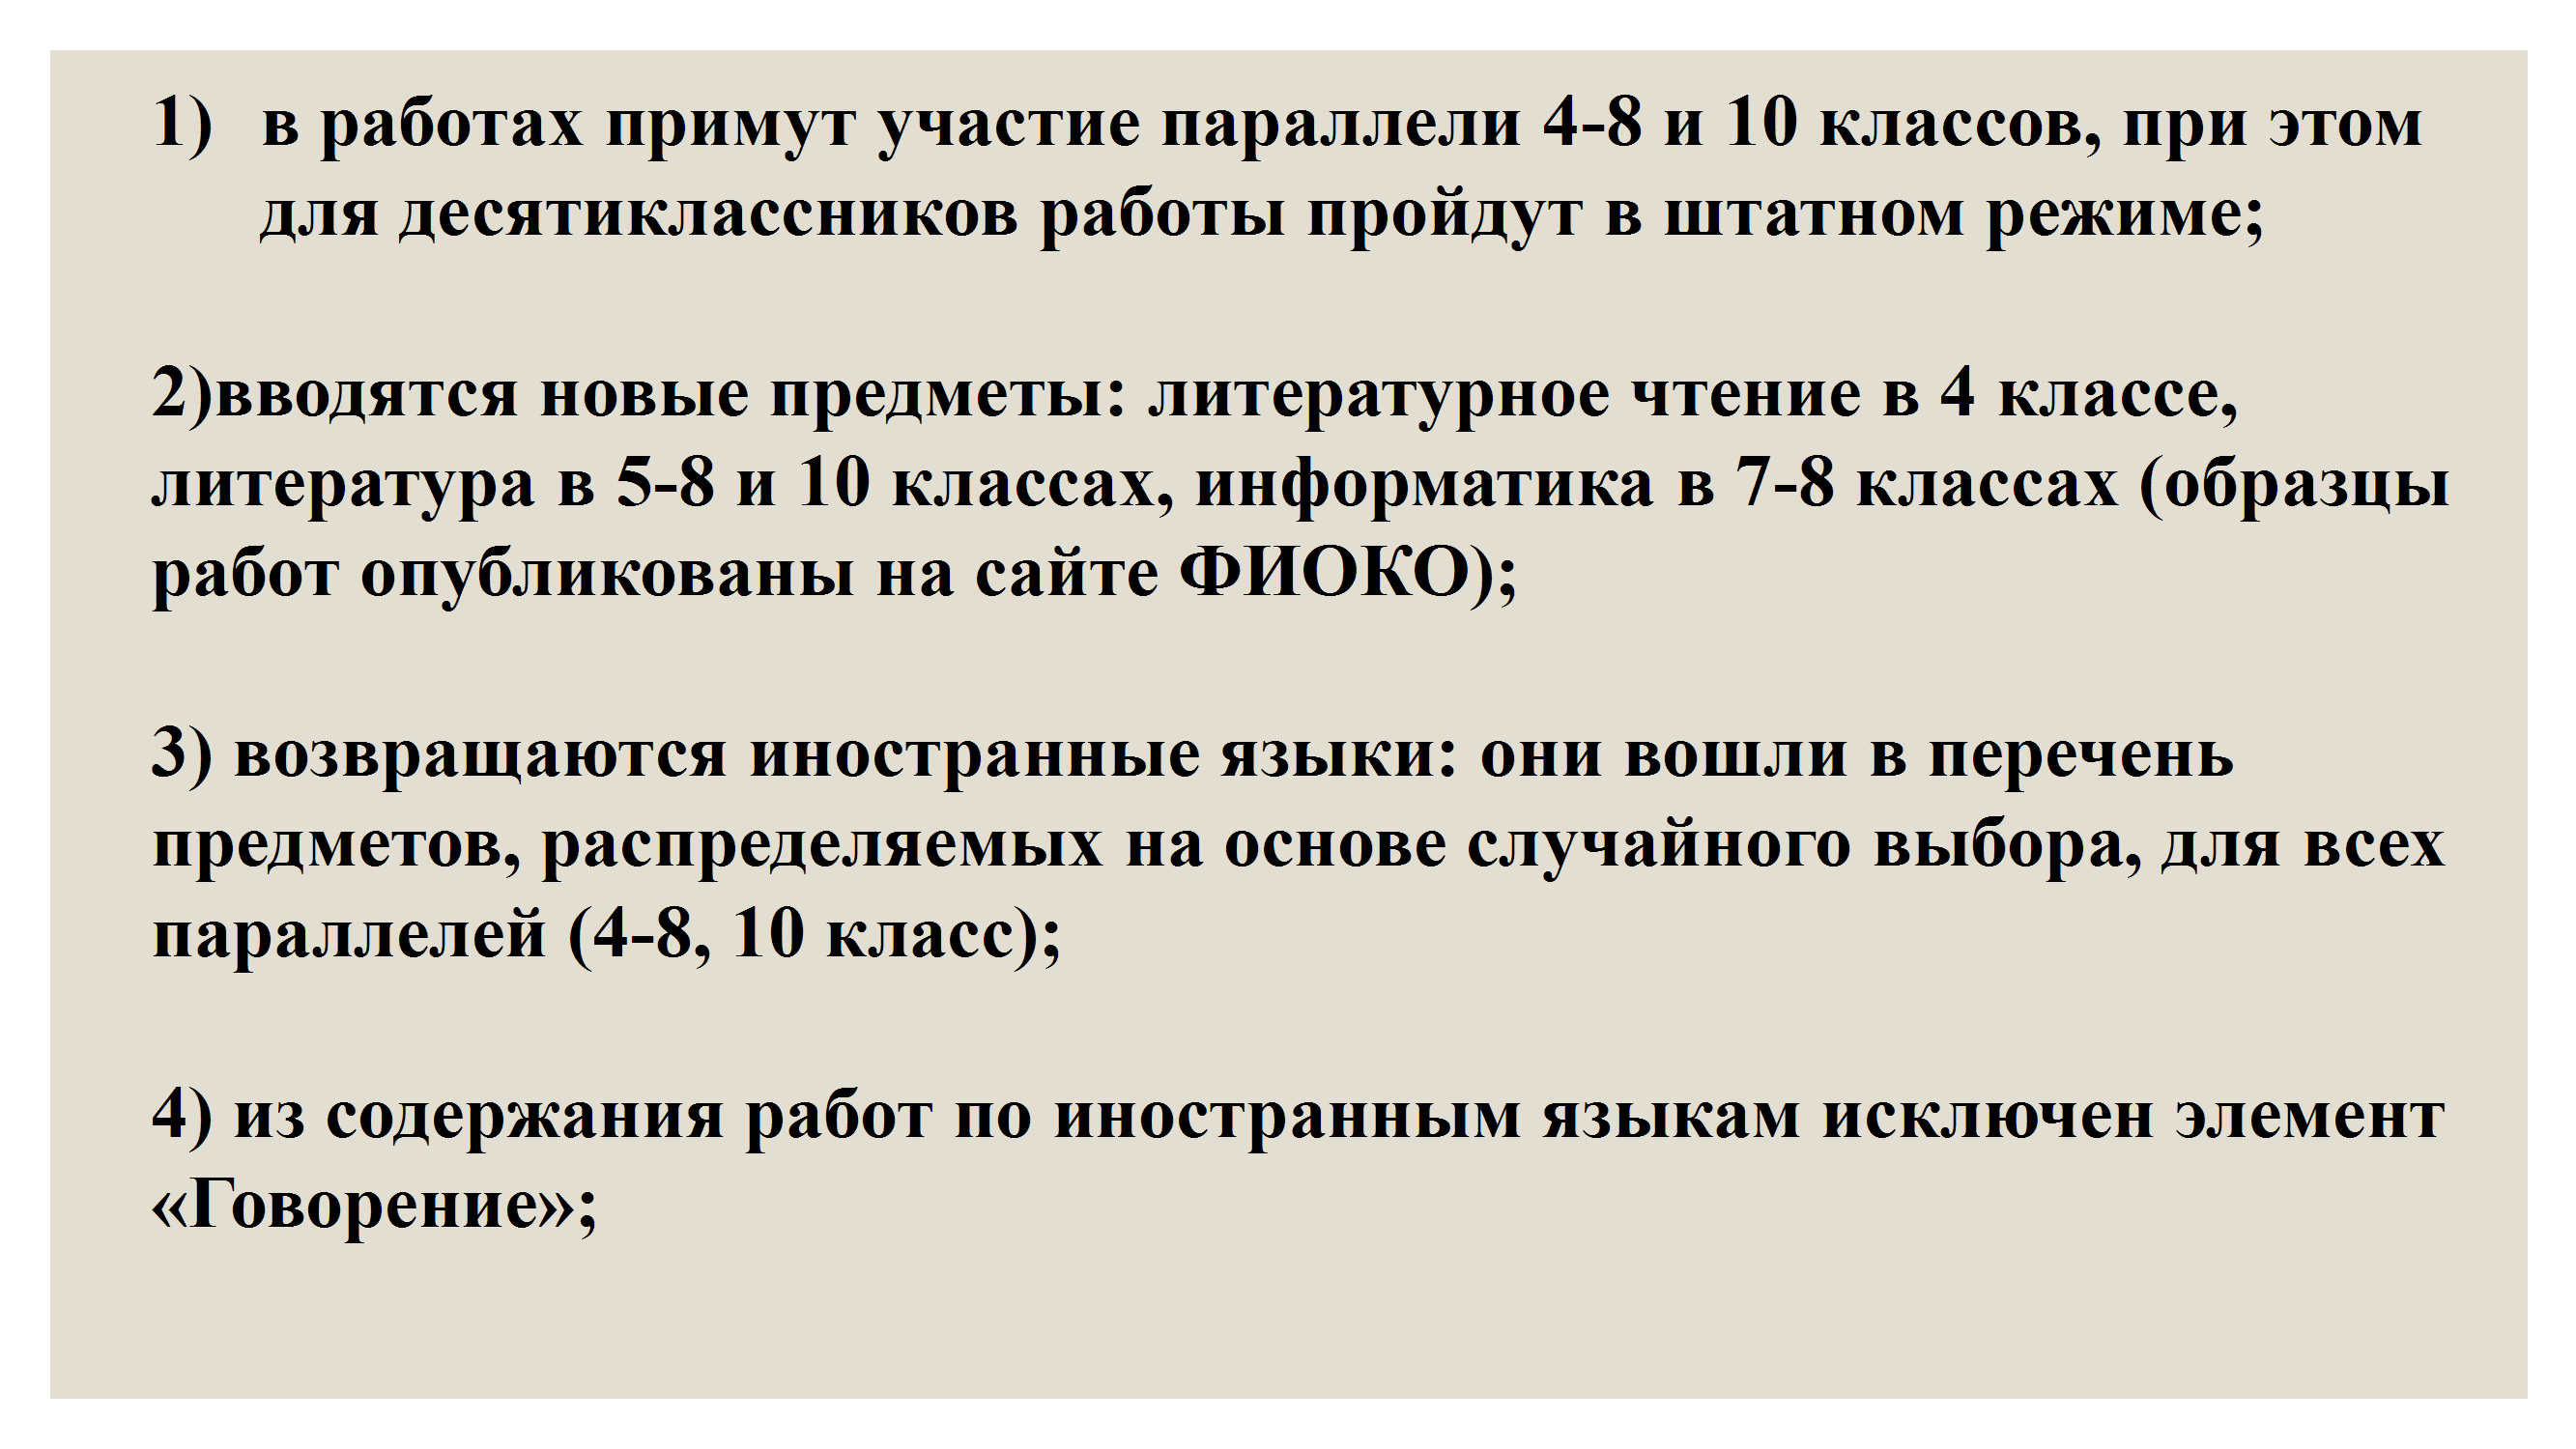 1) в работах примут участие параллели 4-8 и 10 классов, при этом
для десятиклассников работы пройдут в штатном режиме;
2)вводятся новые предметы: литературное чтение в 4 классе,
литература в 5-8 и 10 классах, информатика в 7-8 классах (образцы
работ опубликованы на сайте ФИОКО);
3) возвращаются иностранные языки: они вошли в перечень
предметов, распределяемых на основе случайного выбора, для всех
параллелей (4-8, 10 класс);
4) из содержания работ по иностранным языкам исключен элемент
«Говорение»;